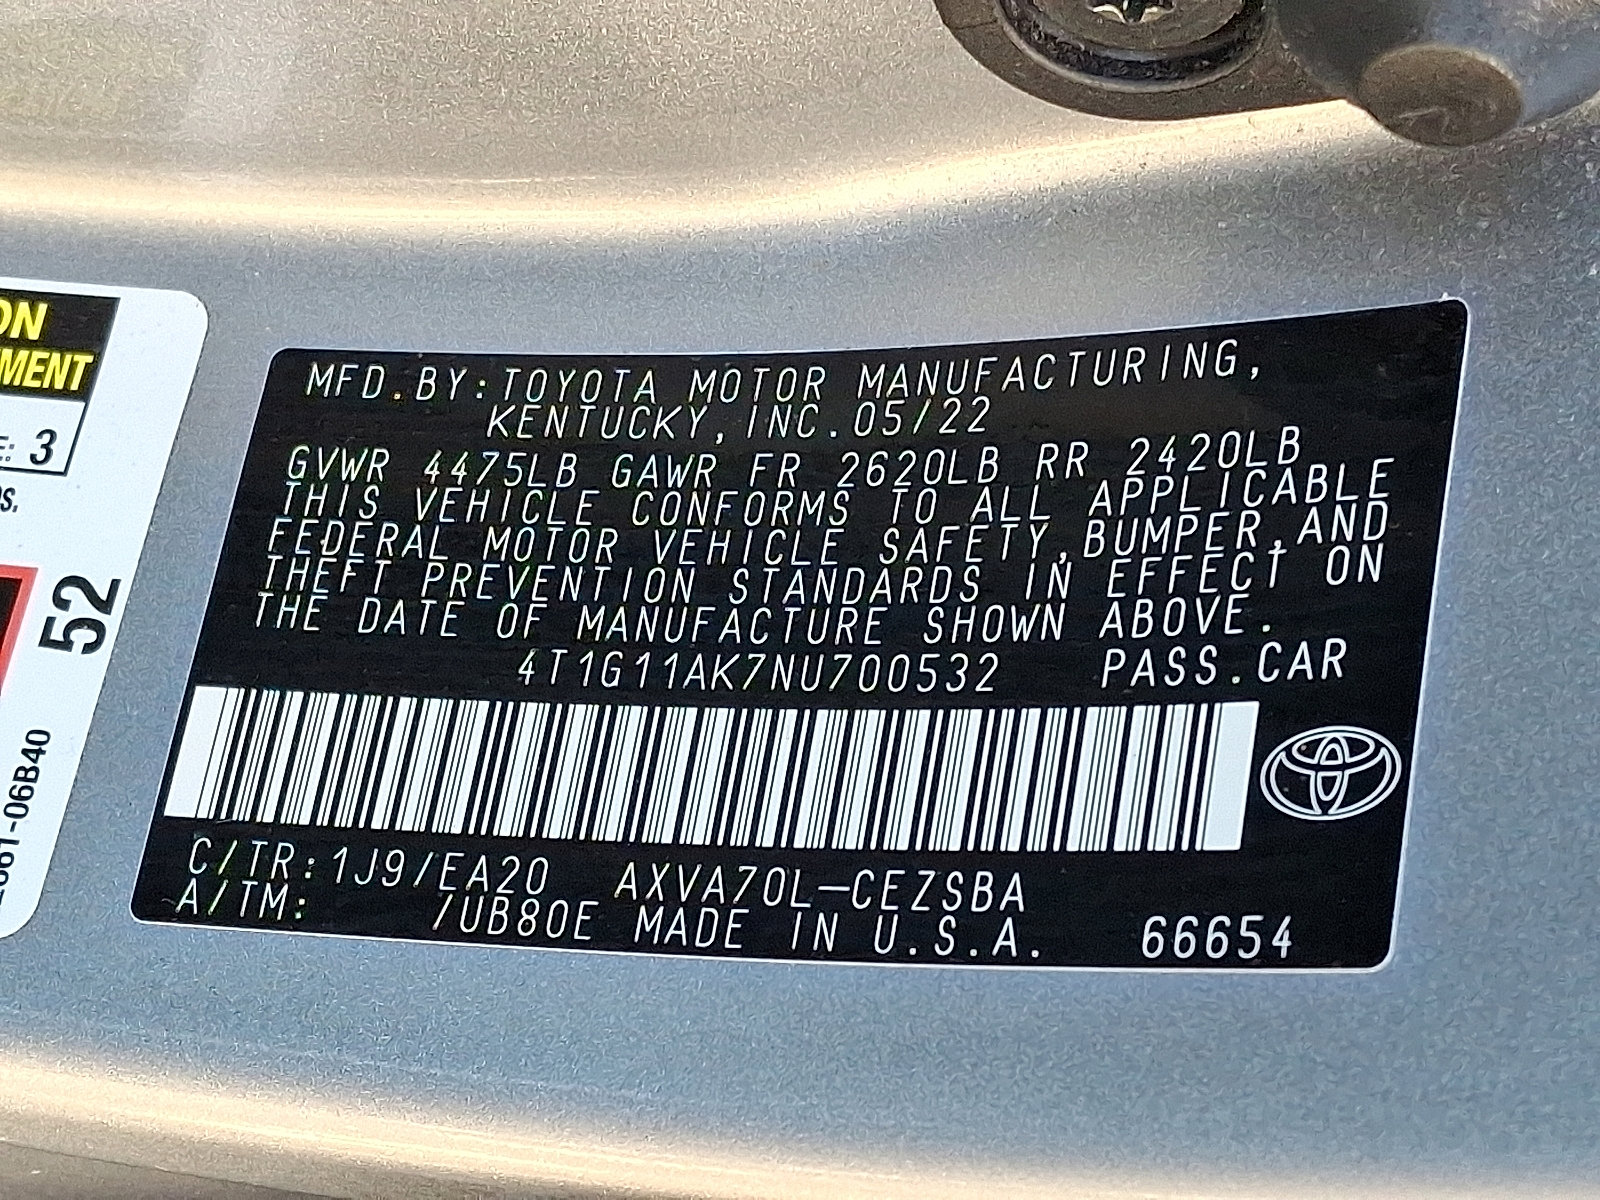 ON
MENT
E: 3
52
-06B40
MFD.BY:TOYOTA MOTOR MANUFACTURING,
KENTUCKY,INC.05/22
GVWR 4475LB GAWR FR 2620LB RR 2420LB
THIS VEHICLE CONFORMS TO ALL APPLICABLE
FEDERAL MOTOR VEHICLE SAFETY,BUMPER,AND
THEFT PREVENTION STANDARDS IN EFFECT ON
THE DATE OF MANUFACTURE SHOWN ABOVE.
4T1G11AK7NU700532 PASS.CAR
C/TR:1J9/EA20 AXVA70L-CEZSBA
A/TM: /UB80E MADE IN U.S.A. 66654